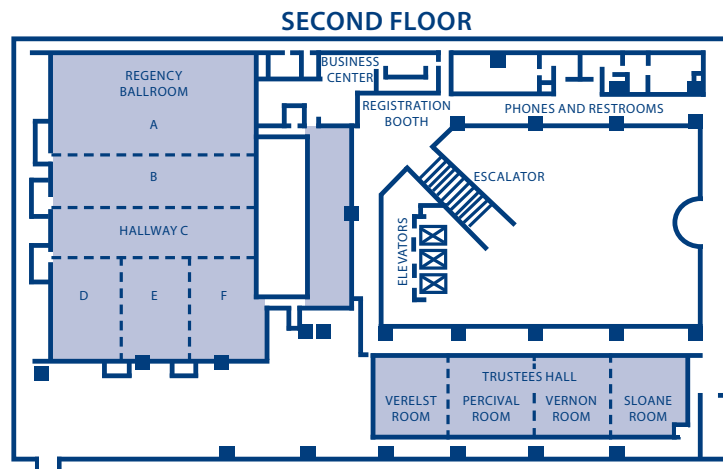 SECOND FLOOR
REGENCY
BALLROOM
A
B
HALLWAY C
D
E
F
BUSINESS
CENTER
REGISTRATION
BOOTH
PHONES AND RESTROOMS
ESCALATOR
ELEVATORS
TRUSTEES HALL
VERELST
ROOM
PERCIVAL
ROOM
VERNON
ROOM
SLOANE
ROOM